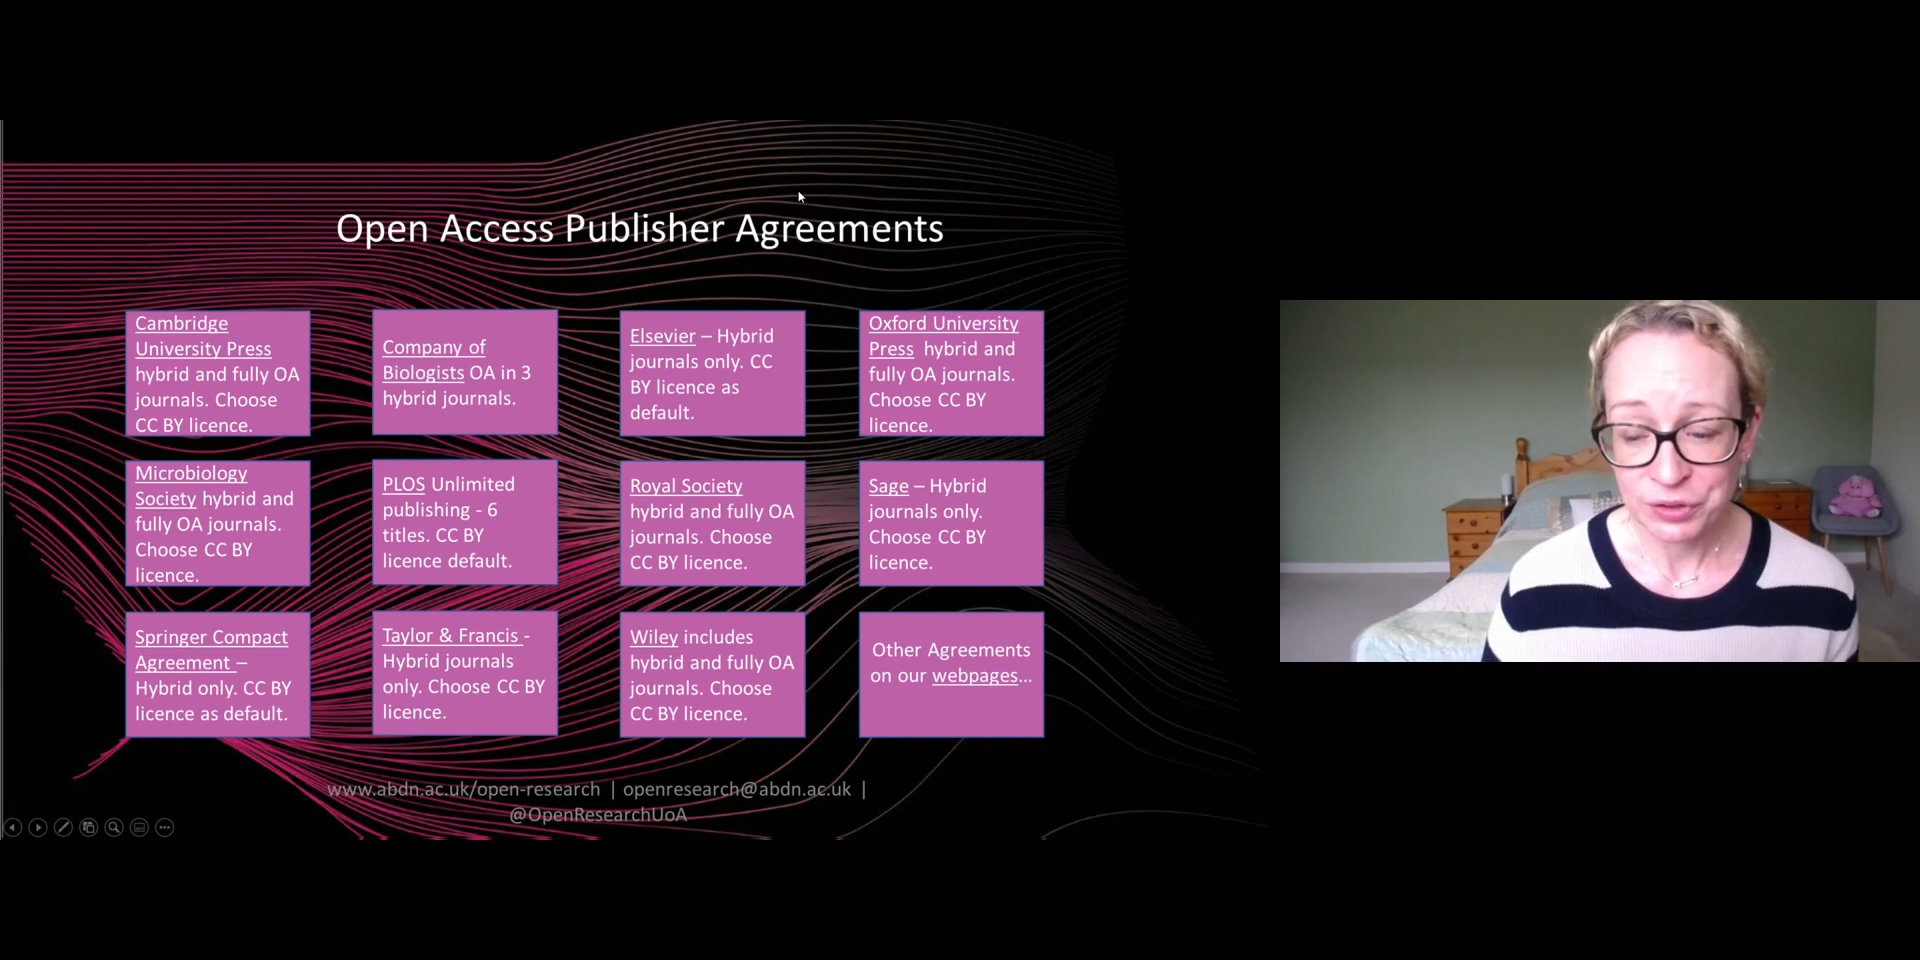 Open Access Publisher Agreements
Cambridge
University Press
hybrid and fully OA
journals. Choose
CC BY licence.
Company of
Biologists OA in 3
hybrid journals.
Elsevier – Hybrid
journals only. CC
BY licence as
default.
Oxford University
Press hybrid and
fully OA journals.
Choose CC BY
licence.
Microbiology
Society hybrid and
fully OA journals.
Choose CC BY
licence.
PLOS Unlimited
publishing - 6
titles. CC BY
licence default.
Royal Society
hybrid and fully OA
journals. Choose
CC BY licence.
Sage – Hybrid
journals only.
Choose CC BY
licence.
Springer Compact
Agreement –
Hybrid only. CC BY
licence as default.
Taylor & Francis -
Hybrid journals
only. Choose CC BY
licence.
Wiley includes
hybrid and fully OA
journals. Choose
CC BY licence.
Other Agreements
on our webpages...
www.abdn.ac.uk/open-research | openresearch@abdn.ac.uk |
@OpenResearchUoA